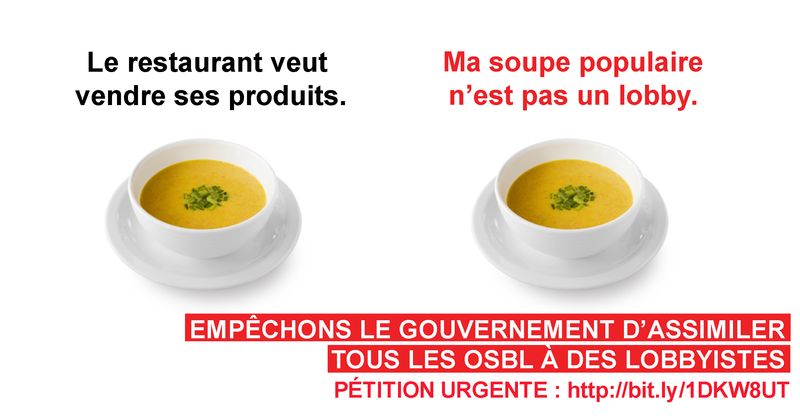 Le restaurant veut
vendre ses produits.
Ma soupe populaire
n’est pas un lobby.
EMPÊCHONS LE GOUVERNEMENT D’ASSIMILER
TOUS LES OSBL À DES LOBBYISTES
PÉTITION URGENTE : http://bit.ly/1DKW8UT